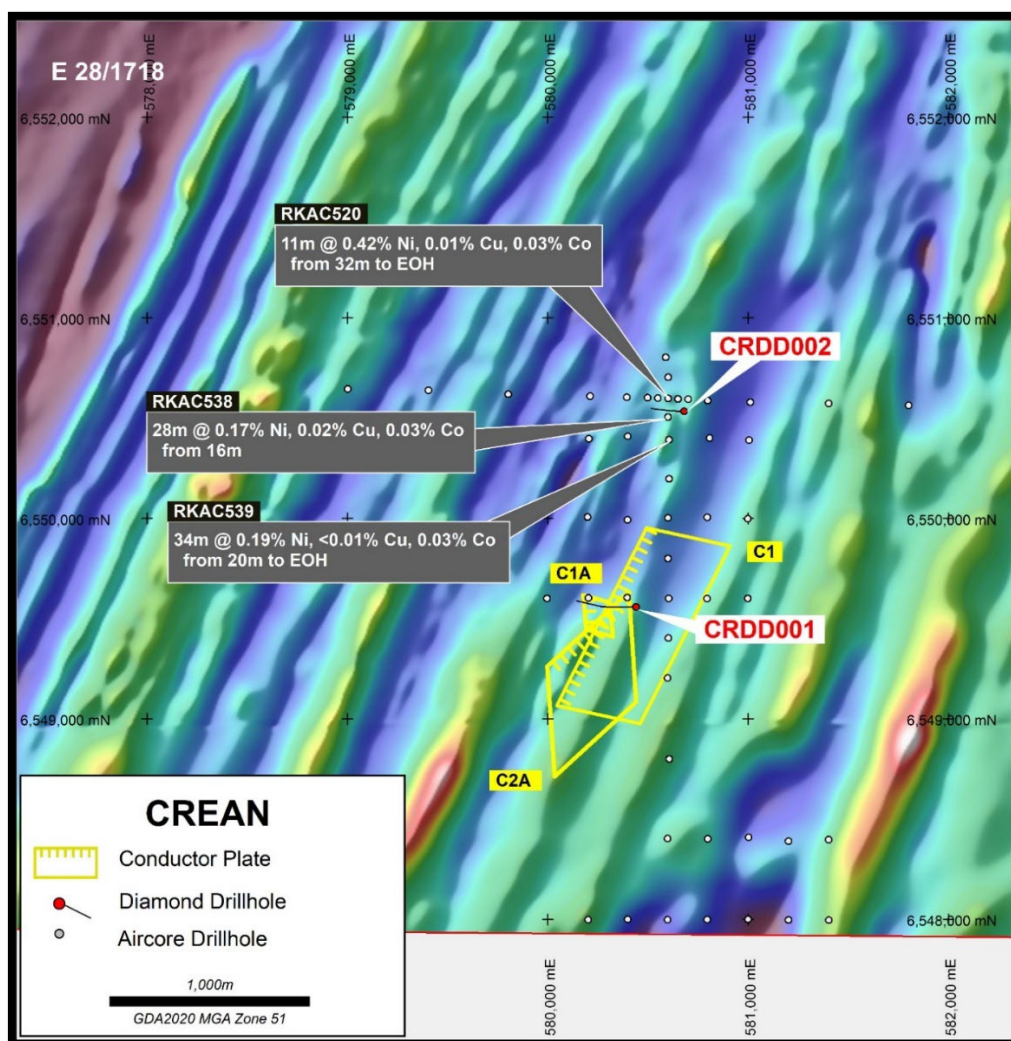 E 28/1718
578,000 mE
579,000 mE
580,000 mE
581,000 mE
582,000 mE
6,552,000 mN
6,552,000 mN
RKAC520
11m @ 0.42% Ni, 0.01% Cu, 0.03% Co
from 32m to EOH
6,551,000 mN
6,551,000 mN
CRDD002
RKAC538
28m @ 0.17% Ni, 0.02% Cu, 0.03% Co
from 16m
RKAC539
34m @ 0.19% Ni, <0.01% Cu, 0.03% Co
from 20m to EOH
6,550,000 mN
6,550,000 mN
C1
C1A
CRDD001
6,549,000 mN
6,549,000 mN
C2A
CREAN
Conductor Plate
Diamond Drillhole
Aircore Drillhole
1,000m
GDA2020 MGA Zone 51
6,548,000 mN
580,000 mE
581,000 mE
582,000 mE